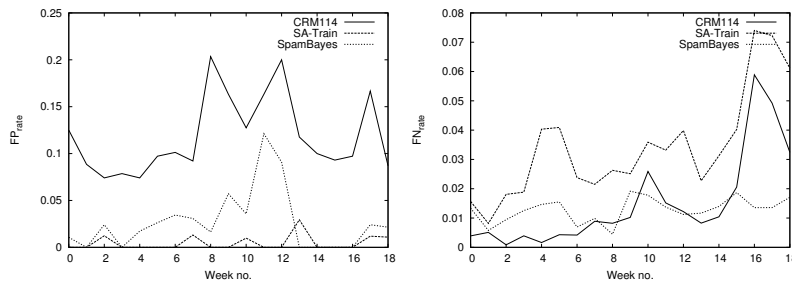 CRM114
SA-Train
SpamBayes
FPrate
0.25
0.2
0.15
0.1
0.05
0
0 2 4 6 8 10 12 14 16 18
Week no.
CRM114
SA-Train
SpamBayes
FNrate
0.08
0.07
0.06
0.05
0.04
0.03
0.02
0.01
0
0 2 4 6 8 10 12 14 16 18
Week no.